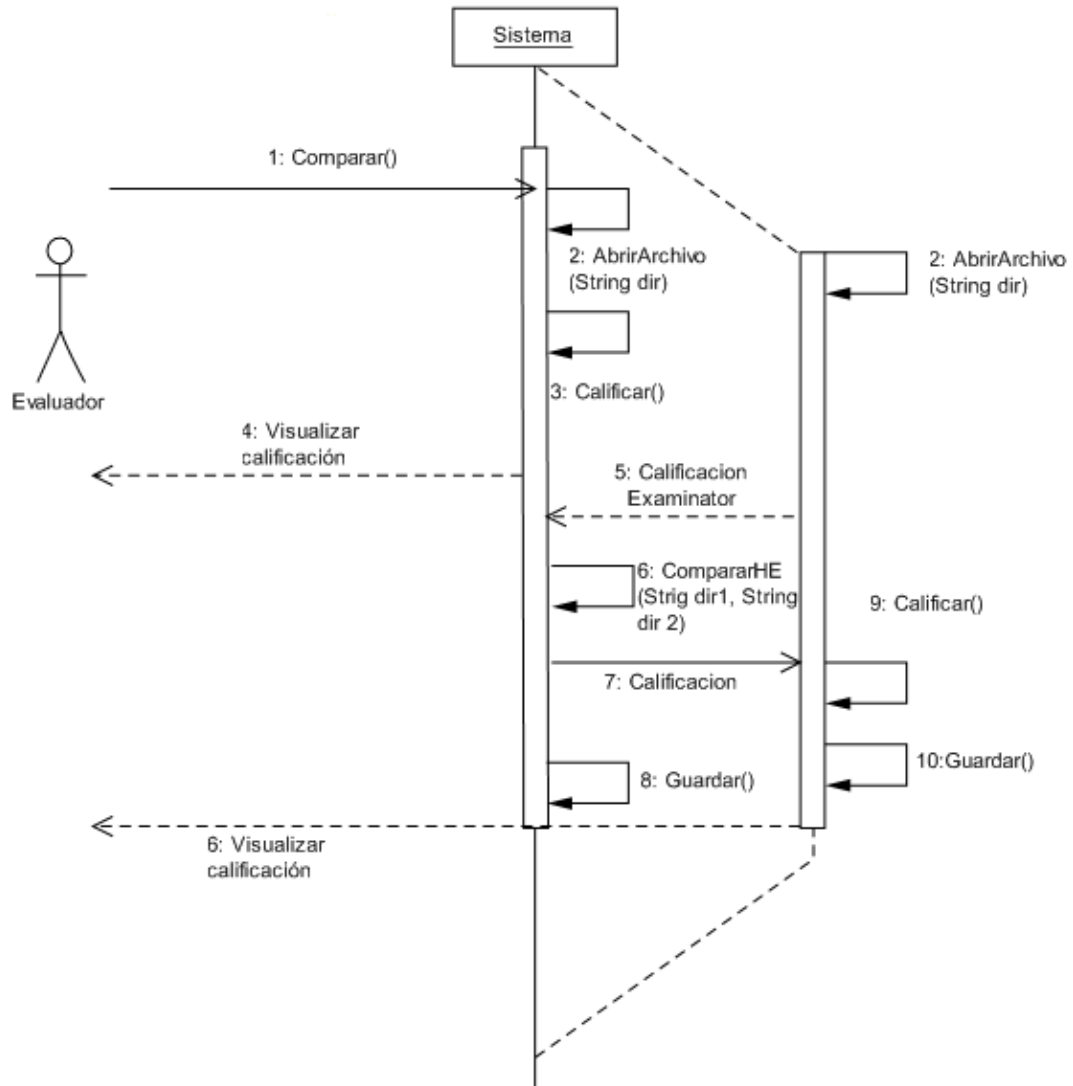 Sistema
1: Comparar()
2: AbrirArchivo
(String dir)
2: AbrirArchivo
(String dir)
3: Calificar()
Evaluador
4: Visualizar
calificación
5: Calificacion
Examinator
6: CompararHE
(Strig dir1, String
dir 2)
9: Calificar()
7: Calificacion
8: Guardar()
10:Guardar()
6: Visualizar
calificación